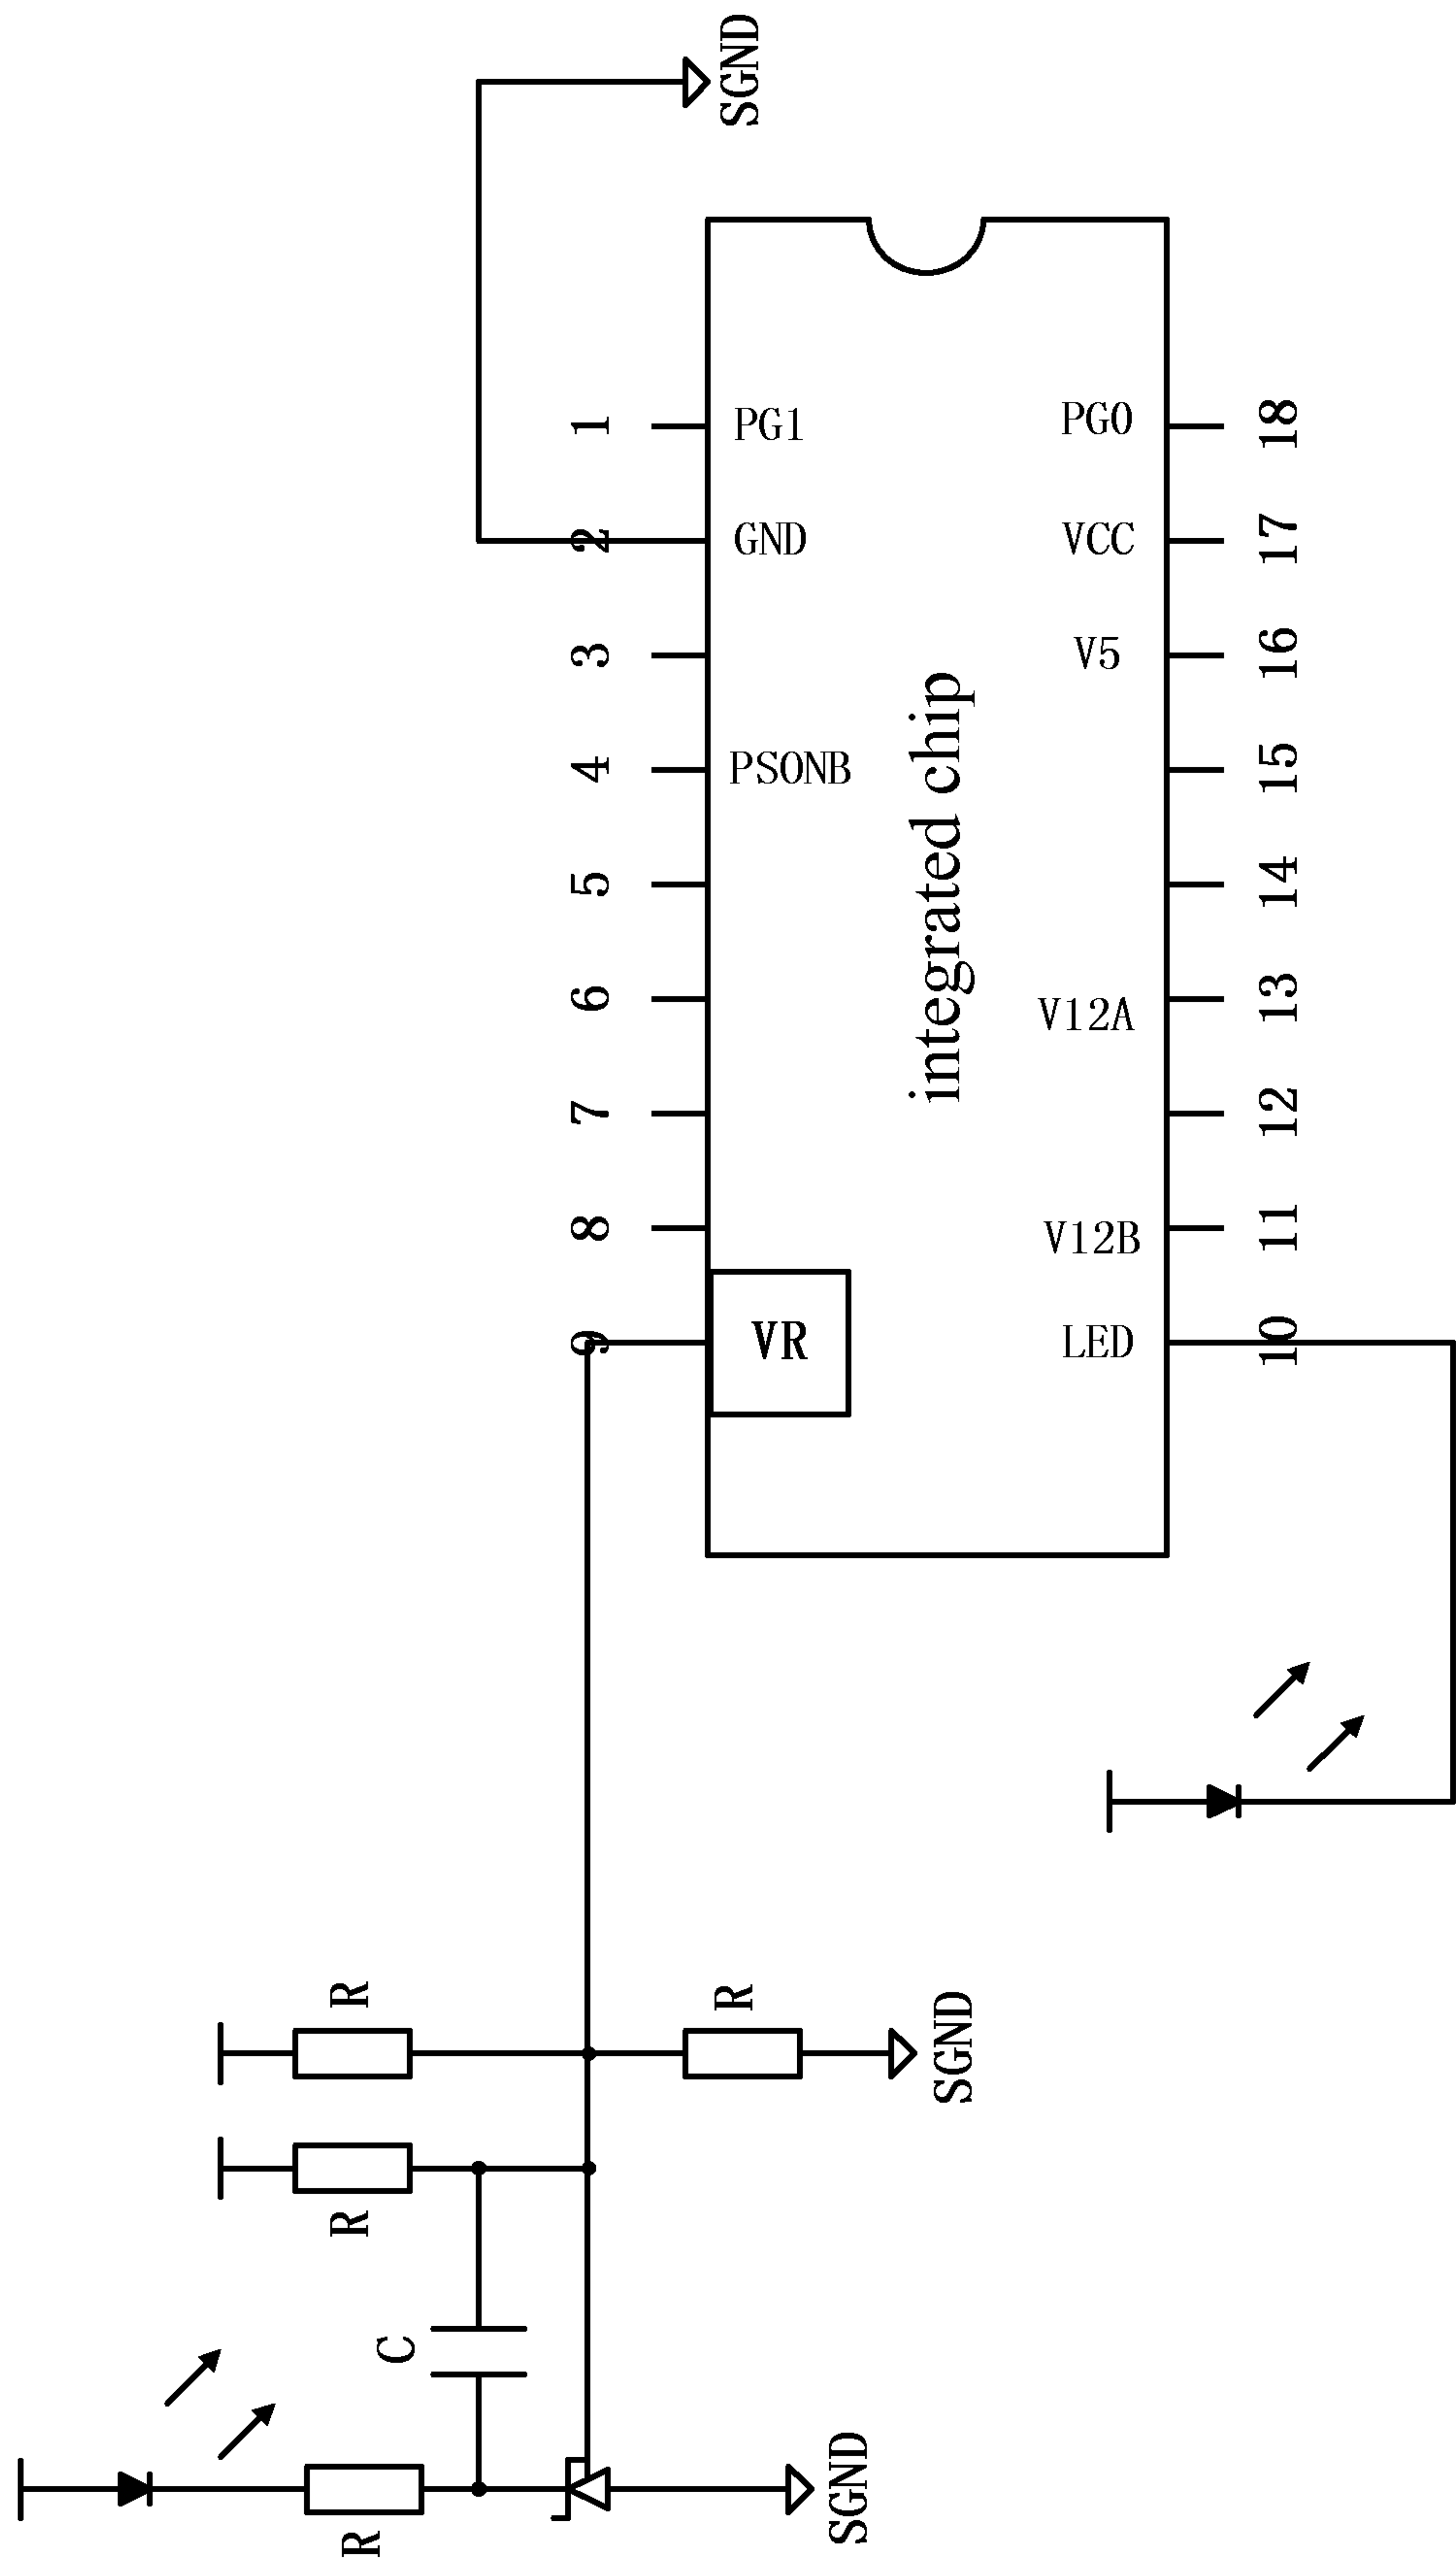 SGND
1
PG1
PG0
18
2
GND
VCC
17
3
V5
16
4
PSONB
15
5
14
integrated chip
6
V12A
13
7
12
8
V12B
11
9
VR
LED
10
R
R
SGND
R
C
R
SGND